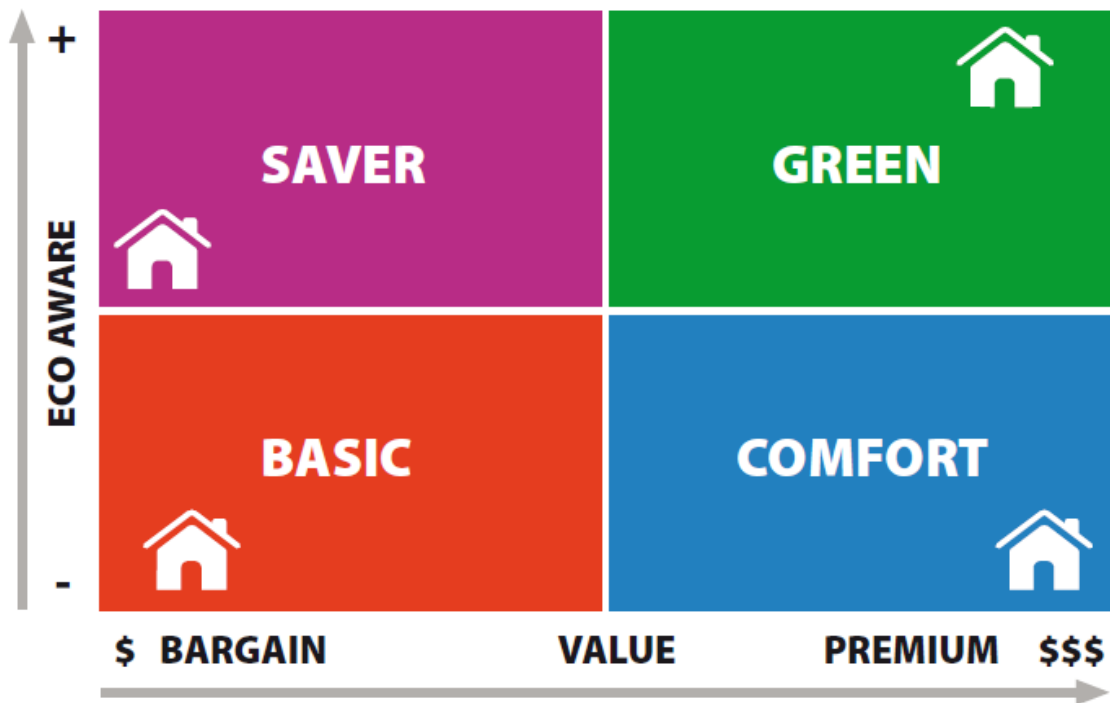 +
SAVER
GREEN
ECO AWARE
BASIC
COMFORT
-
$ BARGAIN VALUE PREMIUM $$$